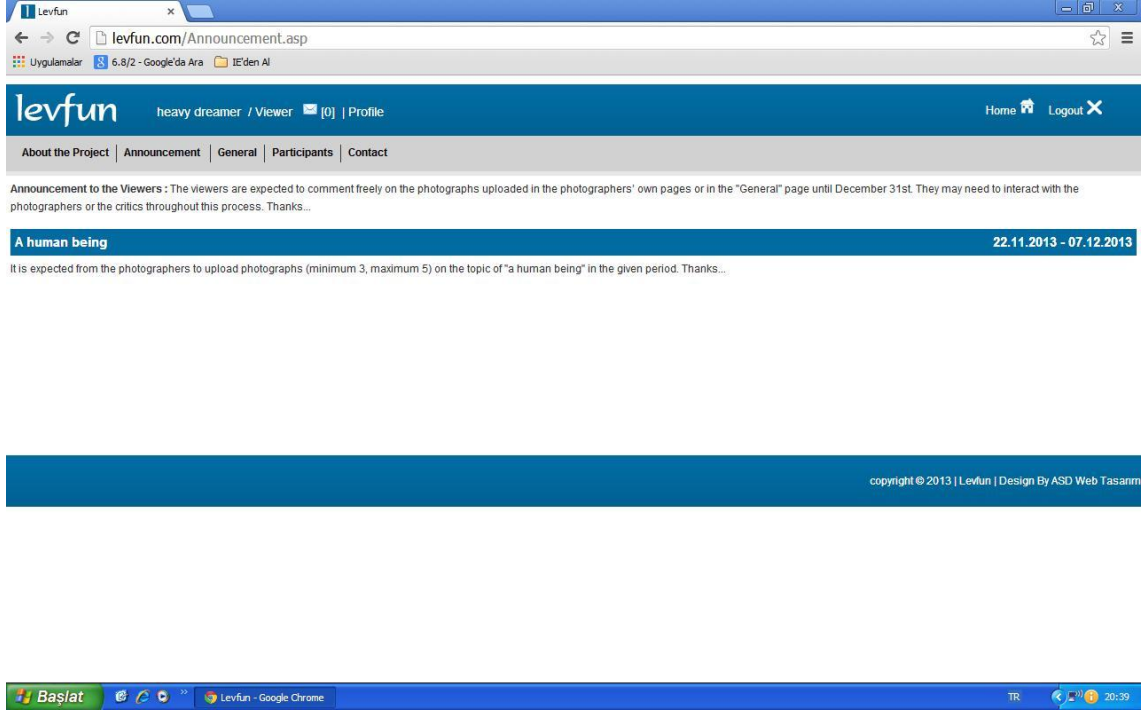 Levfun
levfun.com/Announcement.asp
Uygulamalar 6.8/2 - Google'da Ara IE'den Al
levfun heavy dreamer / Viewer [0] | Profile Home Logout
About the Project | Announcement | General | Participants | Contact
Announcement to the Viewers : The viewers are expected to comment freely on the photographs uploaded in the photographers' own pages or in the "General" page until December 31st. They may need to interact with the
photographers or the critics throughout this process. Thanks...
A human being 22.11.2013 - 07.12.2013
It is expected from the photographers to upload photographs (minimum 3, maximum 5) on the topic of "a human being" in the given period. Thanks...
copyright © 2013 | Levfun | Design By ASD Web Tasarım
Başlat Levfun - Google Chrome TR 20:39